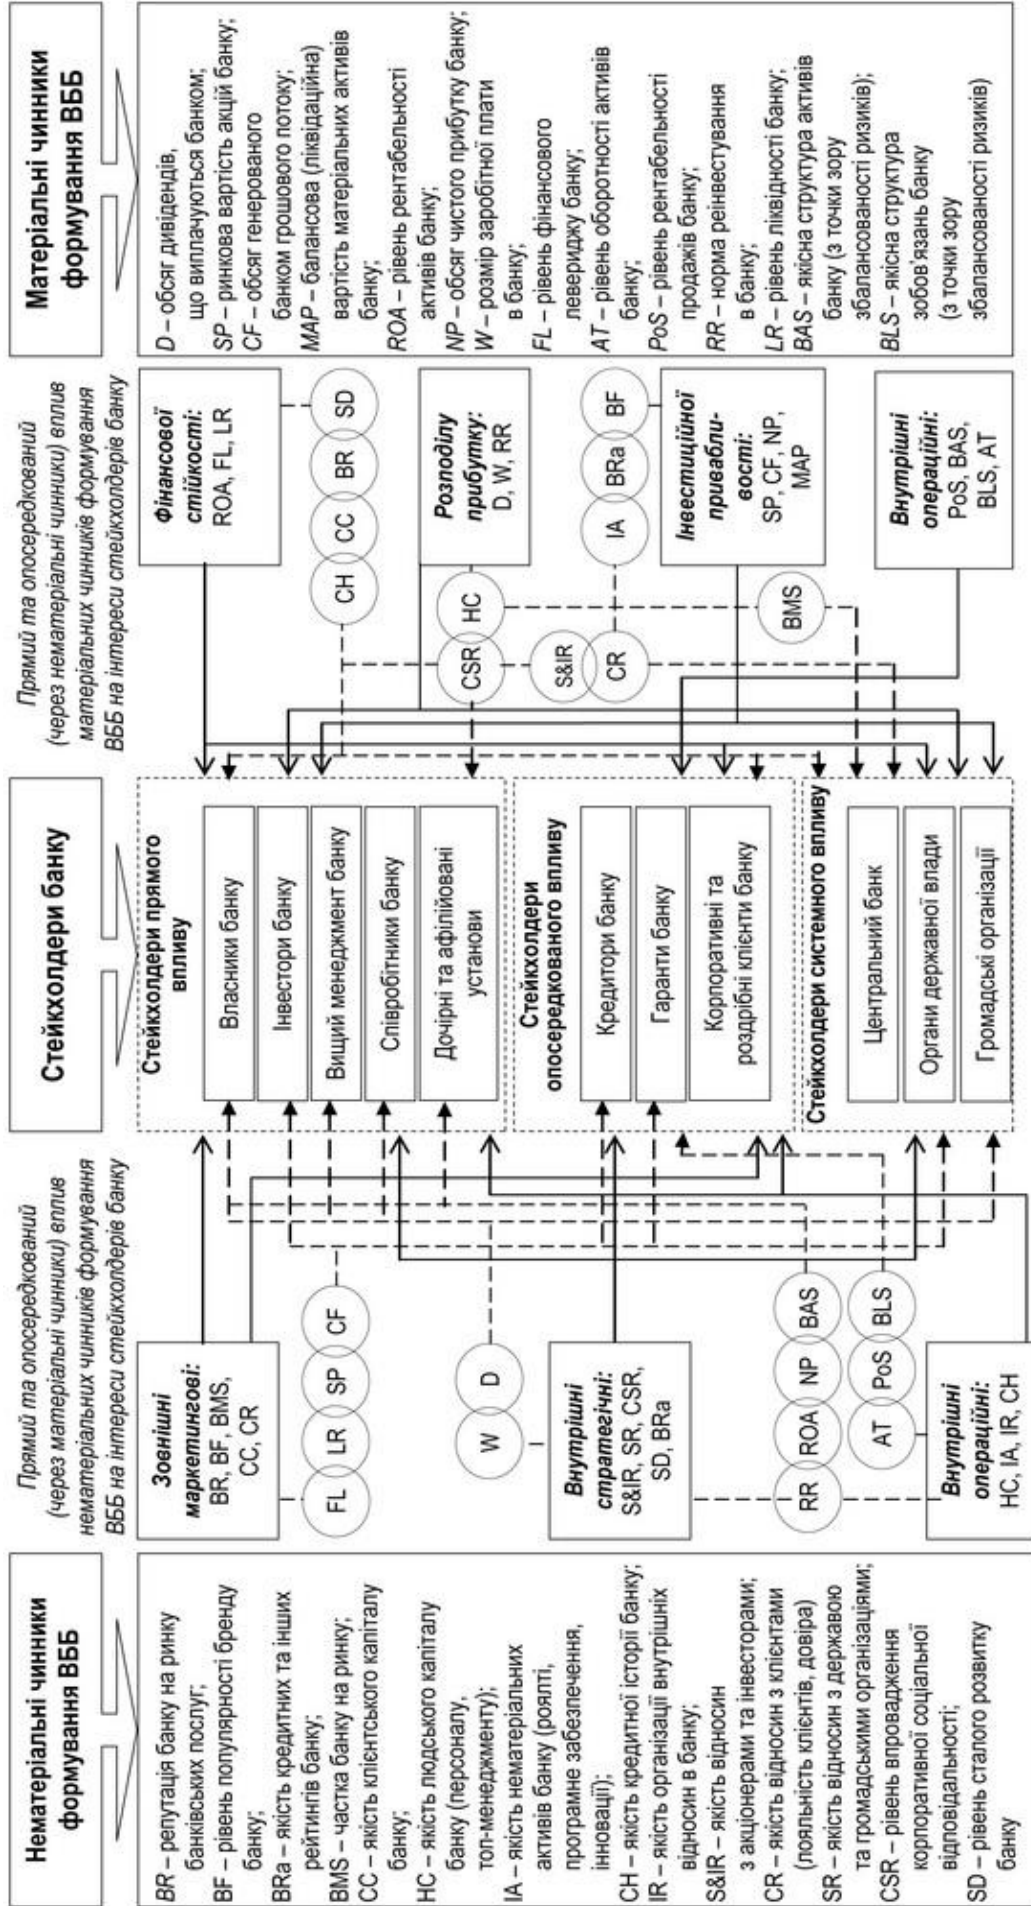 Нематеріальні чинники
формування ВББ
BR – репутація банку на ринку
банківських послуг;
BF – рівень популярності бренду
банку;
BRa – якість кредитних та інших
рейтингів банку;
BMS – частка банку на ринку;
CC – якість клієнтського капіталу
банку;
HC – якість людського капіталу
банку (персоналу,
топ-менеджменту);
IA – якість нематеріальних
активів банку (роялті,
програмне забезпечення,
інновації);
CH – якість кредитної історії банку;
IR – якість організації внутрішніх
відносин в банку;
S&IR – якість відносин
з акціонерами та інвесторами;
CR – якість відносин з клієнтами
(лояльність клієнтів, довіра)
SR – якість відносин з державою
та громадськими організаціями;
CSR – рівень впровадження
корпоративної соціальної
відповідальності;
SD – рівень сталого розвитку
банку
Прямий та опосередкований
(через матеріальні чинники) вплив
нематеріальних чинників формування
ВББ на інтереси стейкхолдерів банку
Зовнішні
маркетингові:
BR, BF, BMS,
CC, CR
FL LR SP CF
W D
Внутрішні
стратегічні:
S&IR, SR, CSR,
SD, BRa
RR ROA NP BAS
AT PoS BLS
Внутрішні
операційні:
HC, IA, IR, CH
Стейкхолдери банку
Стейкхолдери прямого
впливу
Власники банку
Інвестори банку
Вищий менеджмент банку
Співробітники банку
Дочірні та афілійовані
установи
Стейкхолдери
опосередкованого впливу
Кредитори банку
Гаранти банку
Корпоративні та
роздрібні клієнти банку
Стейкхолдери системного впливу
Центральний банк
Органи державної влади
Громадські організації
Прямий та опосередкований
(через нематеріальні чинники) вплив
матеріальних чинників формування
ВББ на інтереси стейкхолдерів банку
Фінансової
стійкості:
ROA, FL, LR
CH CC BR SD
Розподілу
прибутку:
D, W, RR
HC
CSR
S&IR
CR
IA BRa BF
Інвестиційної
приваблі-
вості:
SP, CF, NP,
MAP
BMS
Внутрішні
операційні:
PoS, BAS,
BLS, AT
Матеріальні чинники
формування ВББ
D – обсяг дивідендів,
що виплачуються банком;
SP – ринкова вартість акцій банку;
CF – обсяг генерованого
банком грошового потоку;
MAP – балансова (ліквідаційна)
вартість матеріальних активів
банку;
ROA – рівень рентабельності
активів банку;
NP – обсяг чистого прибутку банку;
W – розмір заробітної плати
в банку;
FL – рівень фінансового
левериджу банку;
AT – рівень оборотності активів
банку;
PoS – рівень рентабельності
продажів банку;
RR – норма реінвестування
в банку;
LR – рівень ліквідності банку;
BAS – якісна структура активів
банку (з точки зору
збалансованості ризиків);
BLS – якісна структура
зобов'язань банку
(з точки зору
збалансованості ризиків)